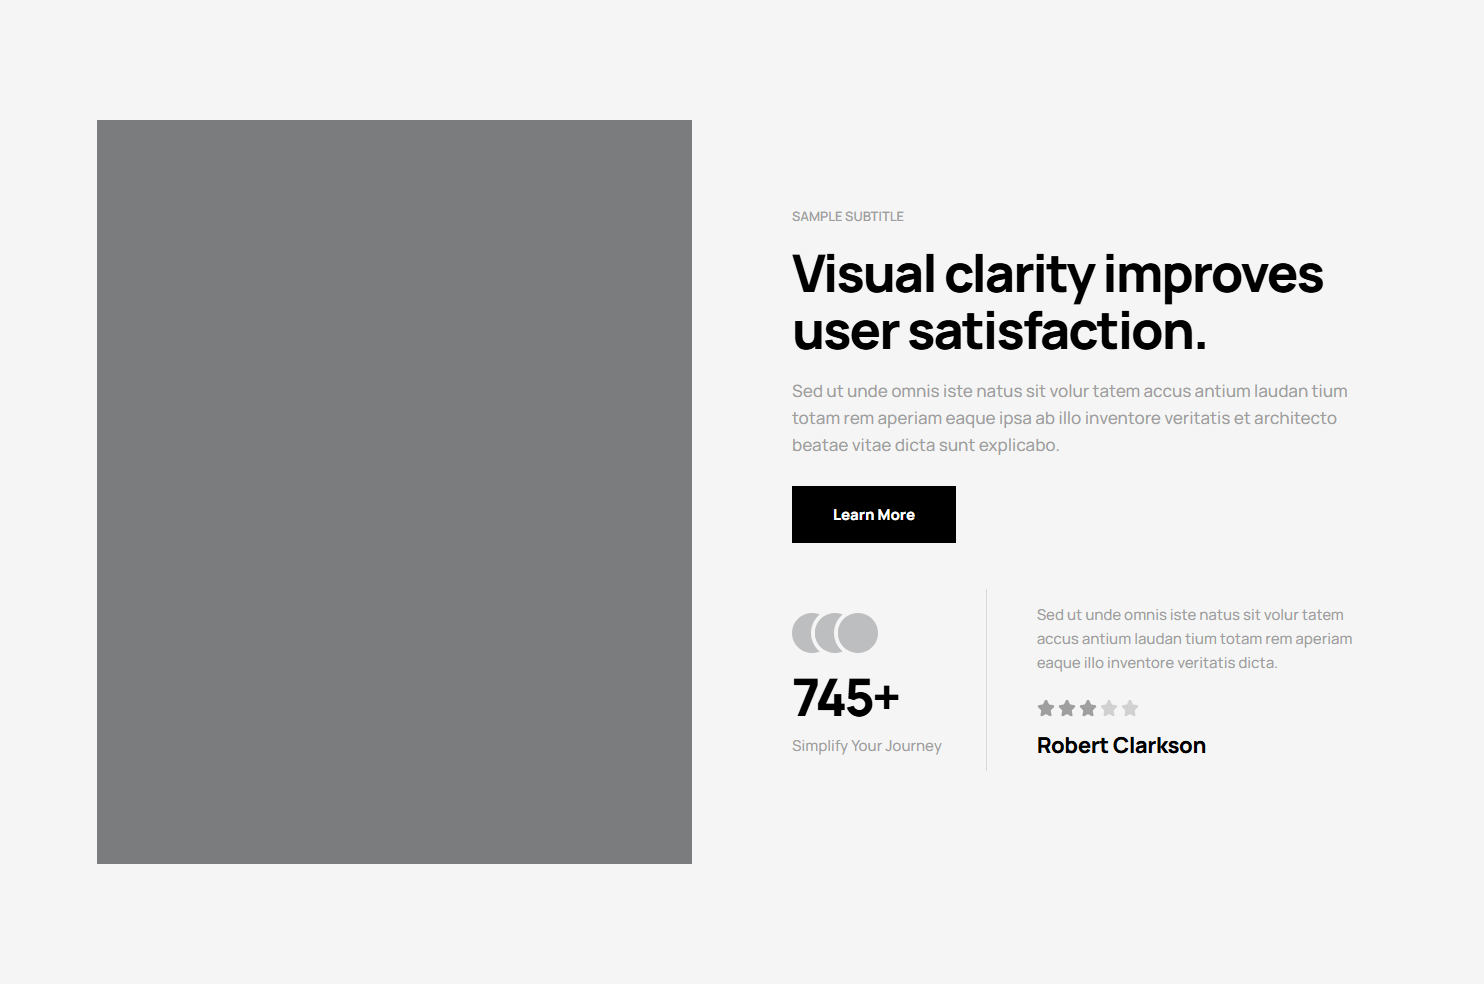 SAMPLE SUBTITLE
Visual clarity improves
user satisfaction.
Sed ut unde omnis iste natus sit volur tatem accus antium laudan tium
totam rem aperiam eaque ipsa ab illo inventore veritatis et architecto
beatae vitae dicta sunt explicabo.
Learn More
745+
Simplify Your Journey
Sed ut unde omnis iste natus sit volur tatem
accus antium laudan tium totam rem aperiam
eaque illo inventore veritatis dicta.
Robert Clarkson